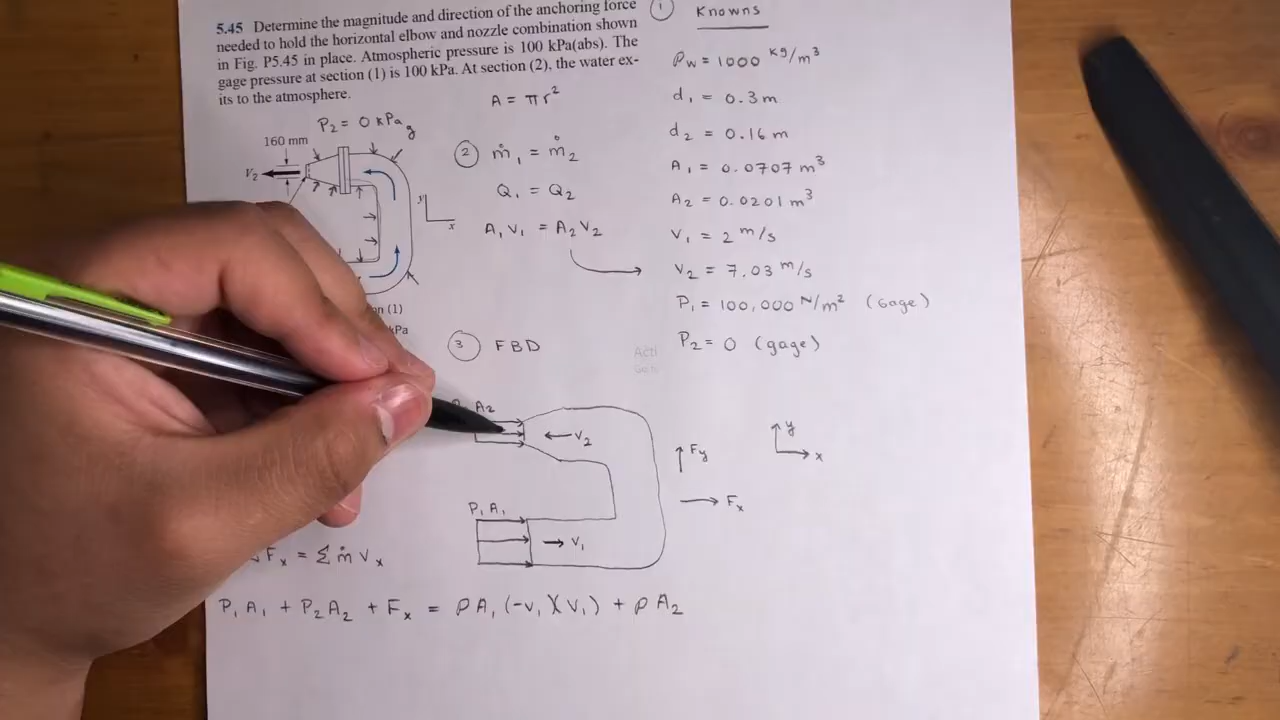 5.45 Determine the magnitude and direction of the anchoring force
needed to hold the horizontal elbow and nozzle combination shown
in Fig. P5.45 in place. Atmospheric pressure is 100 kPa(abs). The
gage pressure at section (1) is 100 kPa. At section (2), the water ex-
its to the atmosphere.
A = πr²
P₂ = 0 kPa g
160 mm
V₂
y
x
(1)
kPa
② ṁ₁ = ṁ₂
Q₁ = Q₂
A₁V₁ = A₂V₂
① Knowns
ρw = 1000 kg/m³
d₁ = 0.3 m
d₂ = 0.16 m
A₁ = 0.0707 m³
A₂ = 0.0201 m³
V₁ = 2 m/s
V₂ = 7.03 m/s
P₁ = 100,000 N/m² (Gage)
P₂ = 0 (gage)
③ FBD
A₂
V₂
P₁A₁
V₁
Fy
Fx
y
x
Fx = Σ ṁ Vx
P₁A₁ + P₂A₂ + Fx = ρA₁(-V₁)(V₁) + ρA₂